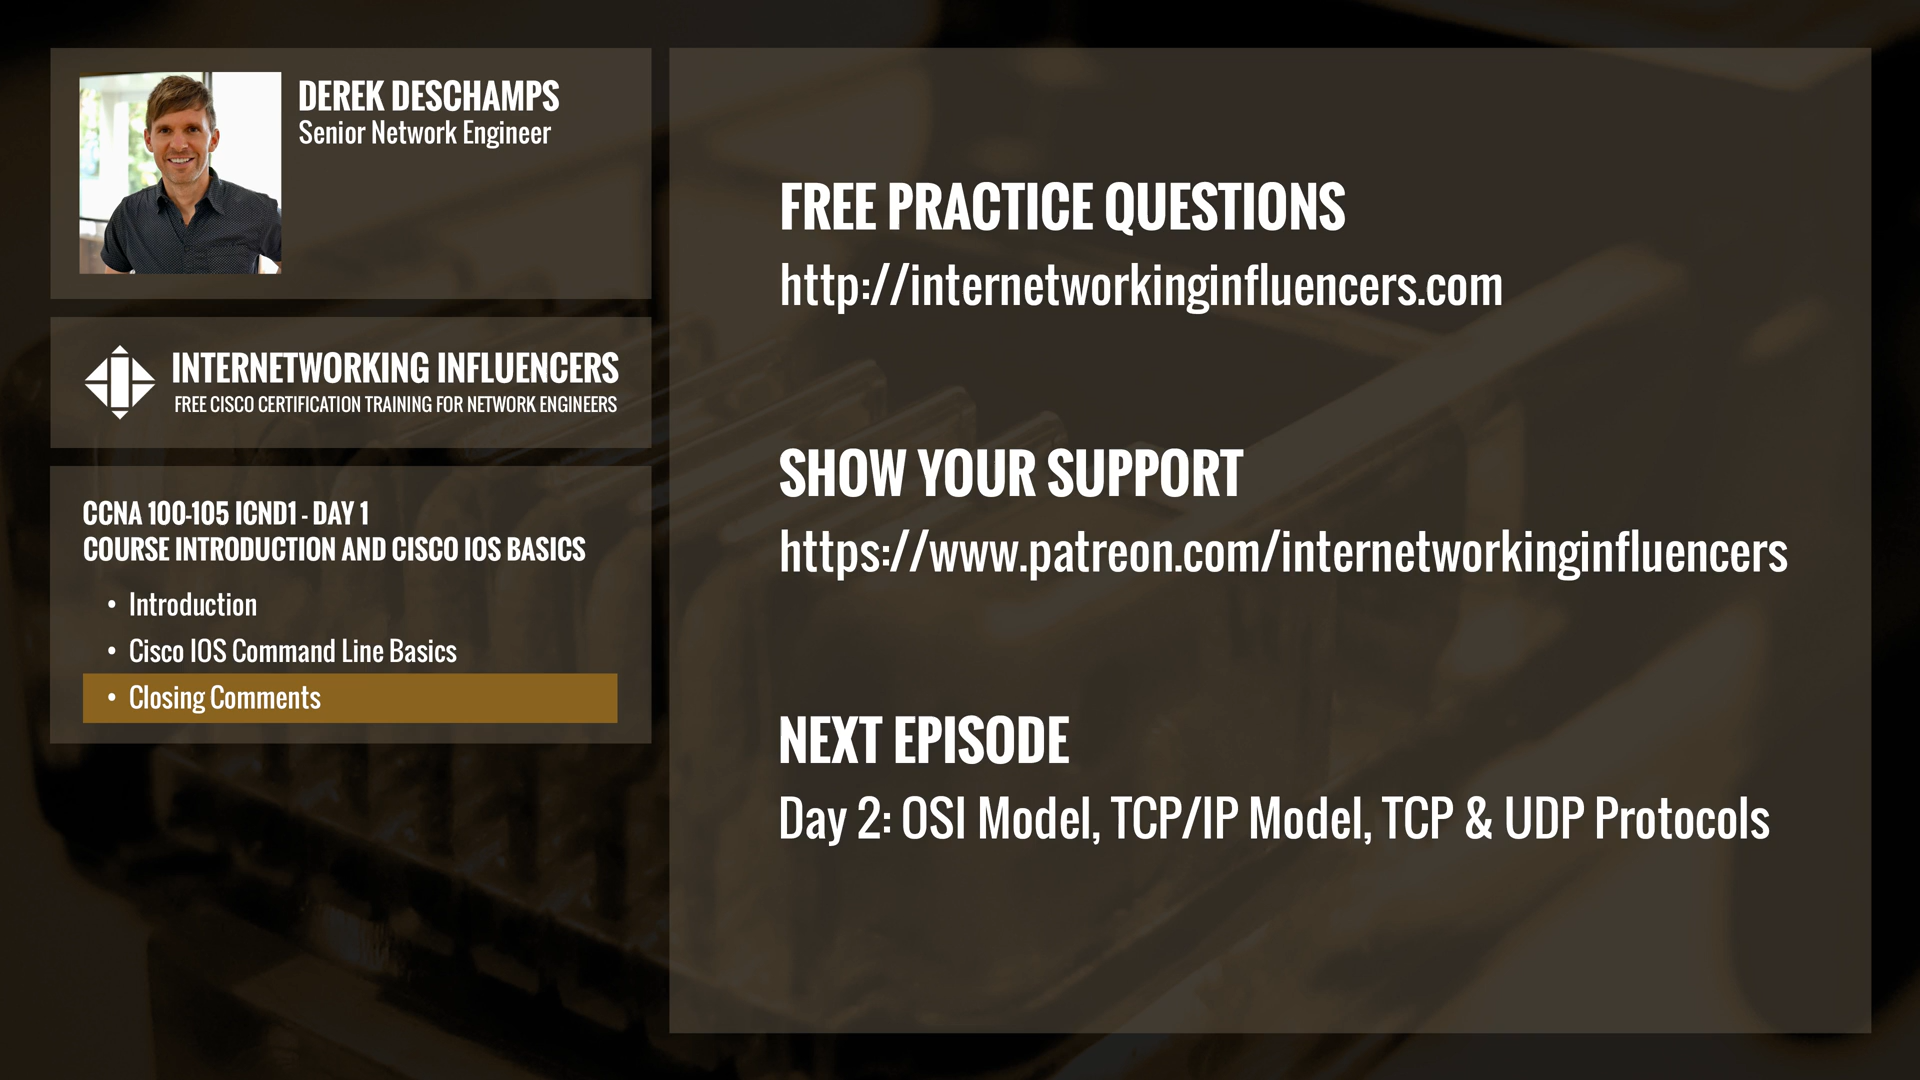 DEREK DESCHAMPS
Senior Network Engineer
INTERNETWORKING INFLUENCERS
FREE CISCO CERTIFICATION TRAINING FOR NETWORK ENGINEERS
CCNA 100-105 ICND1 - DAY 1
COURSE INTRODUCTION AND CISCO IOS BASICS
• Introduction
• Cisco IOS Command Line Basics
• Closing Comments
FREE PRACTICE QUESTIONS
http://internetworkinginfluencers.com
SHOW YOUR SUPPORT
https://www.patreon.com/internetworkinginfluencers
NEXT EPISODE
Day 2: OSI Model, TCP/IP Model, TCP & UDP Protocols